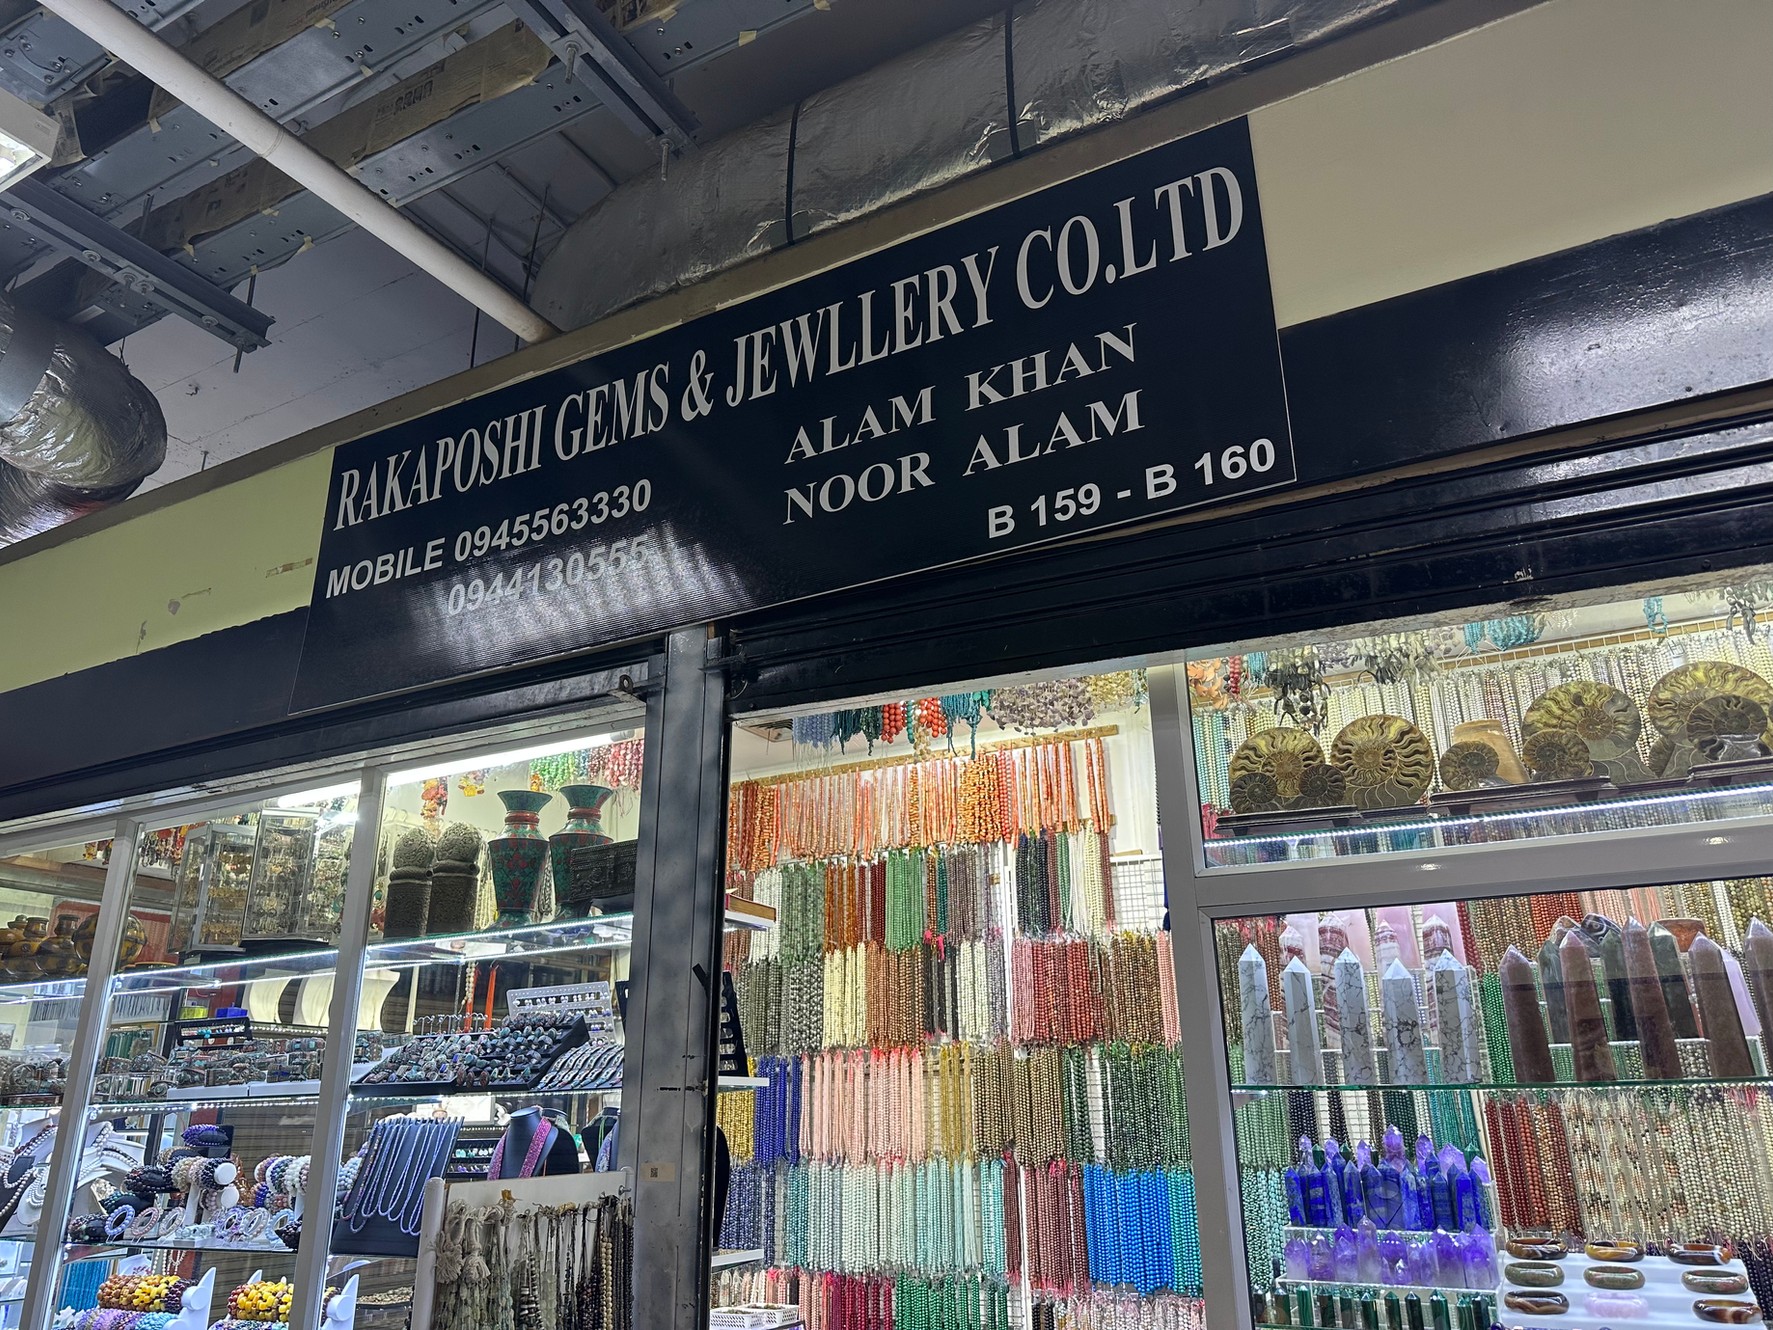 RAKAPOSHI GEMS & JEWLLERY CO.LTD
MOBILE 0945563330
0944130555
ALAM KHAN
NOOR ALAM
B 159 - B 160